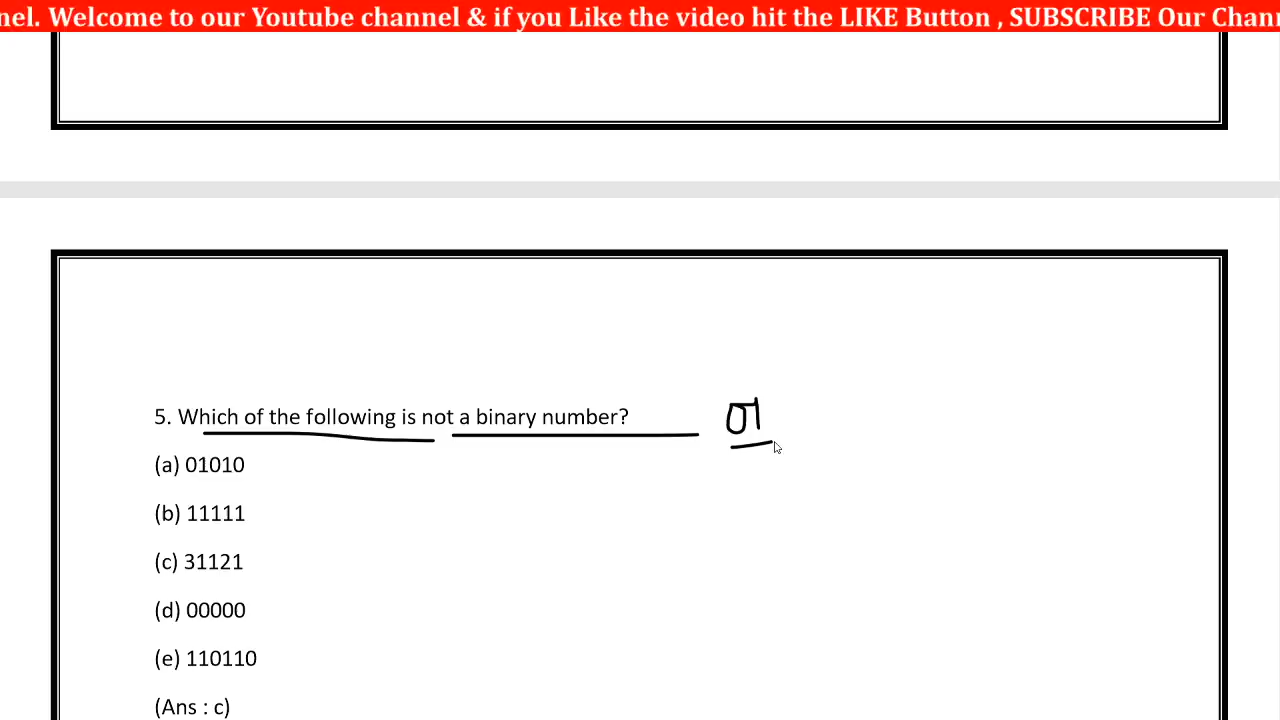 nel. Welcome to our Youtube channel & if you Like the video hit the LIKE Button , SUBSCRIBE Our Chan
5. Which of the following is not a binary number? 01
(a) 01010
(b) 11111
(c) 31121
(d) 00000
(e) 110110
(Ans : c)